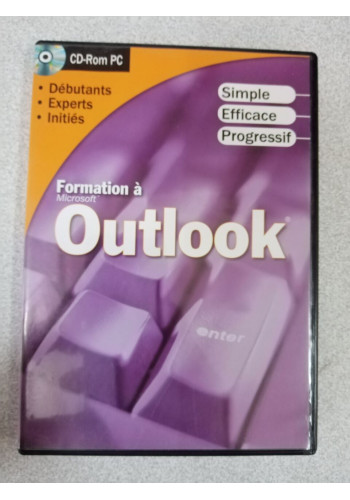 CD-Rom PC
• Débutants
• Experts
• Initiés
Simple
Efficace
Progressif
Formation à
Microsoft
Outlook®
enter